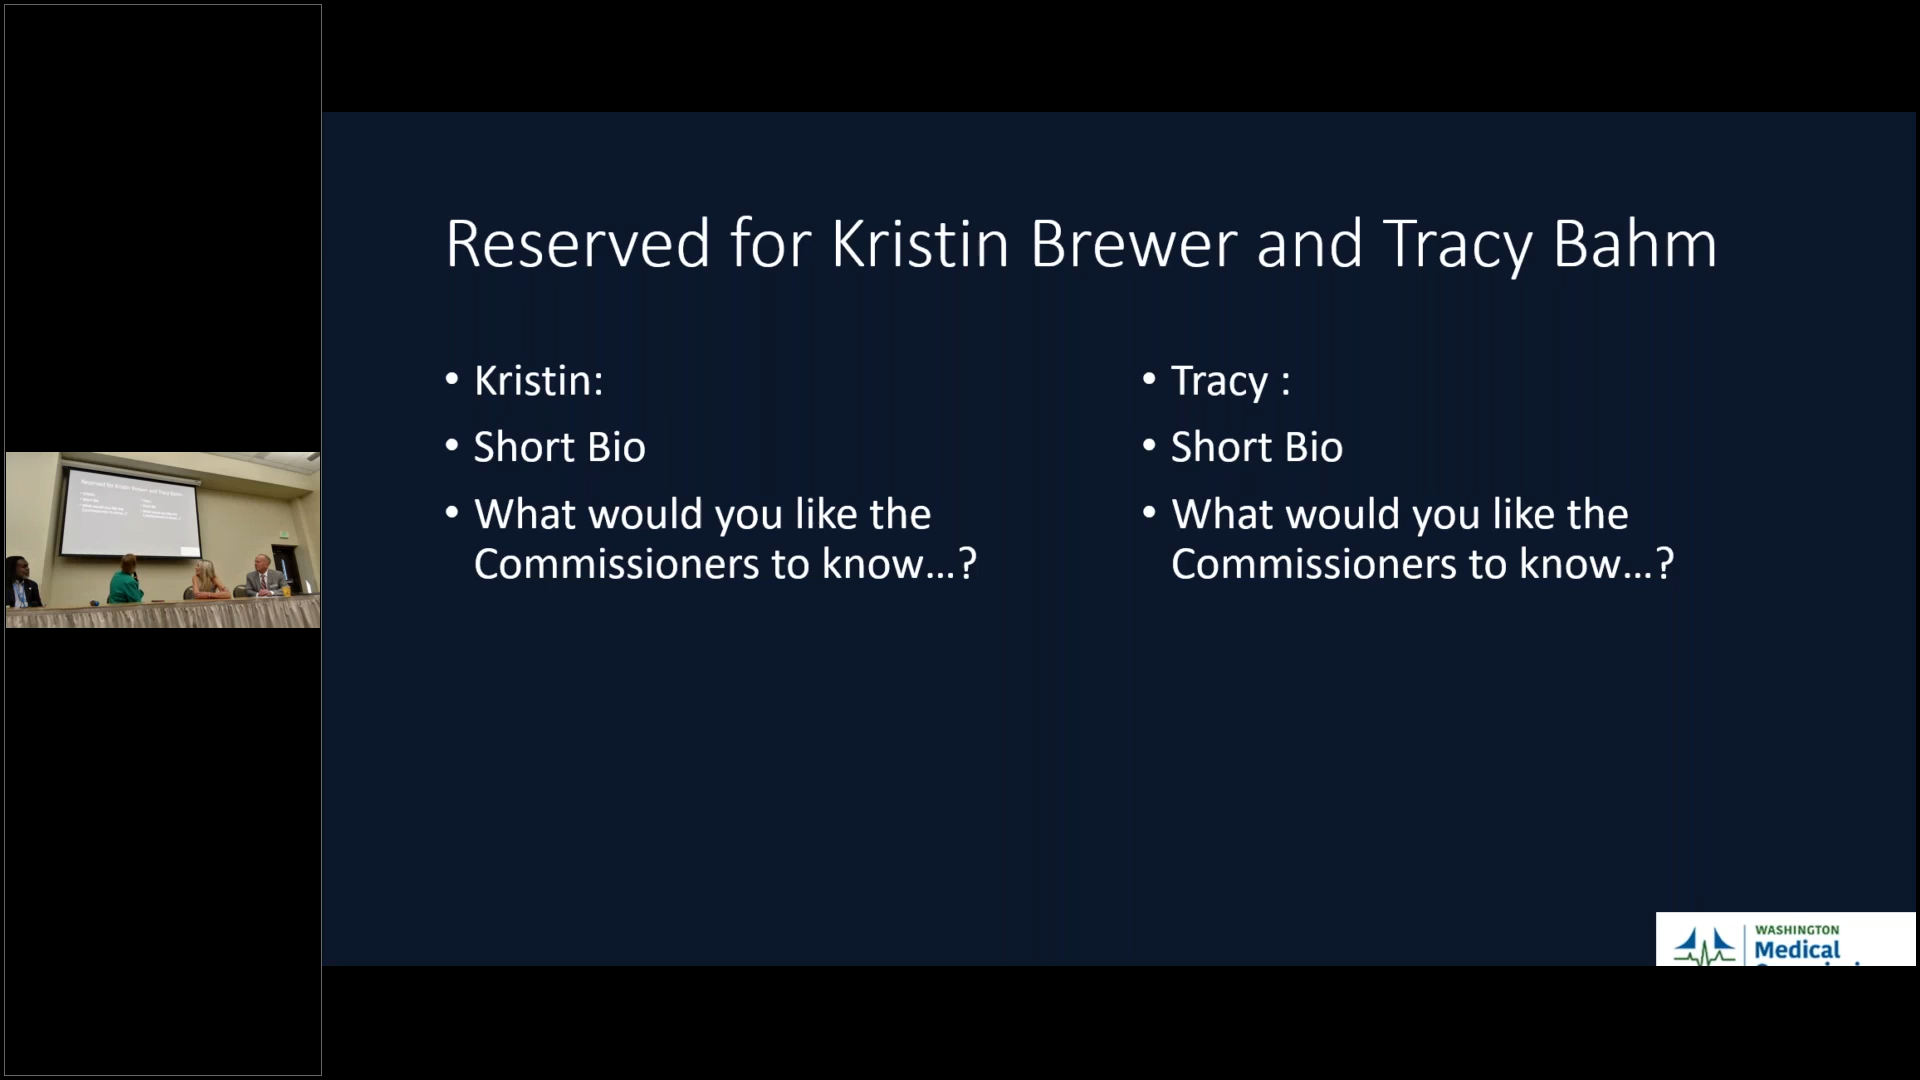 Reserved for Kristin Brewer and Tracy Bahm
• Kristin:
• Short Bio
• What would you like the
Commissioners to know...?
• Tracy :
• Short Bio
• What would you like the
Commissioners to know...?
WASHINGTON
Medical